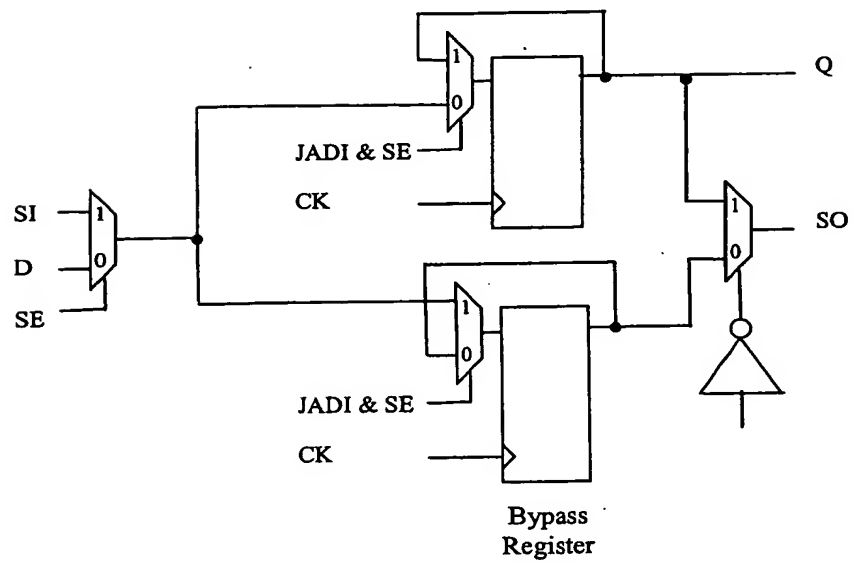 Q
1
0
JADI & SE
CK
SI
1
D
0
SE
1
SO
0
1
0
JADI & SE
CK
Bypass
Register